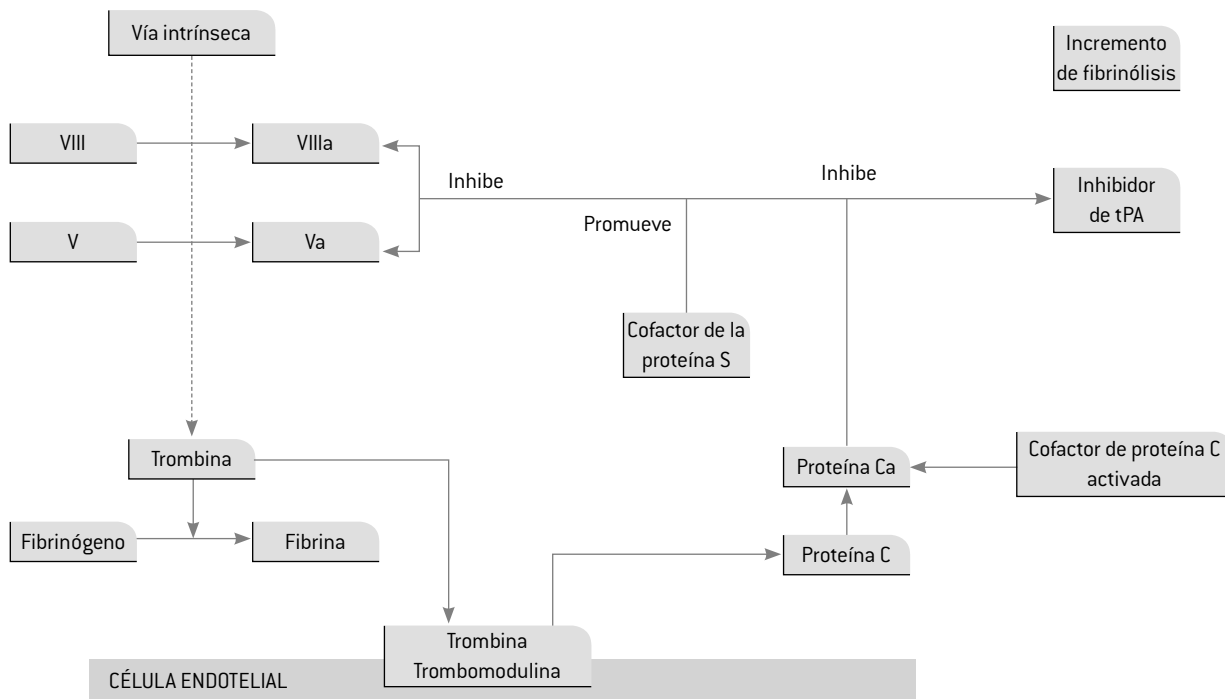 Vía intrínseca
Incremento
de fibrinólisis
VIII
VIIIa
Inhibe
Inhibe
Inhibidor
de tPA
V
Va
Promueve
Cofactor de la
proteína S
Trombina
Proteína Ca
Cofactor de proteína C
activada
Fibrinógeno
Fibrina
Proteína C
Trombina
Trombomodulina
CÉLULA ENDOTELIAL